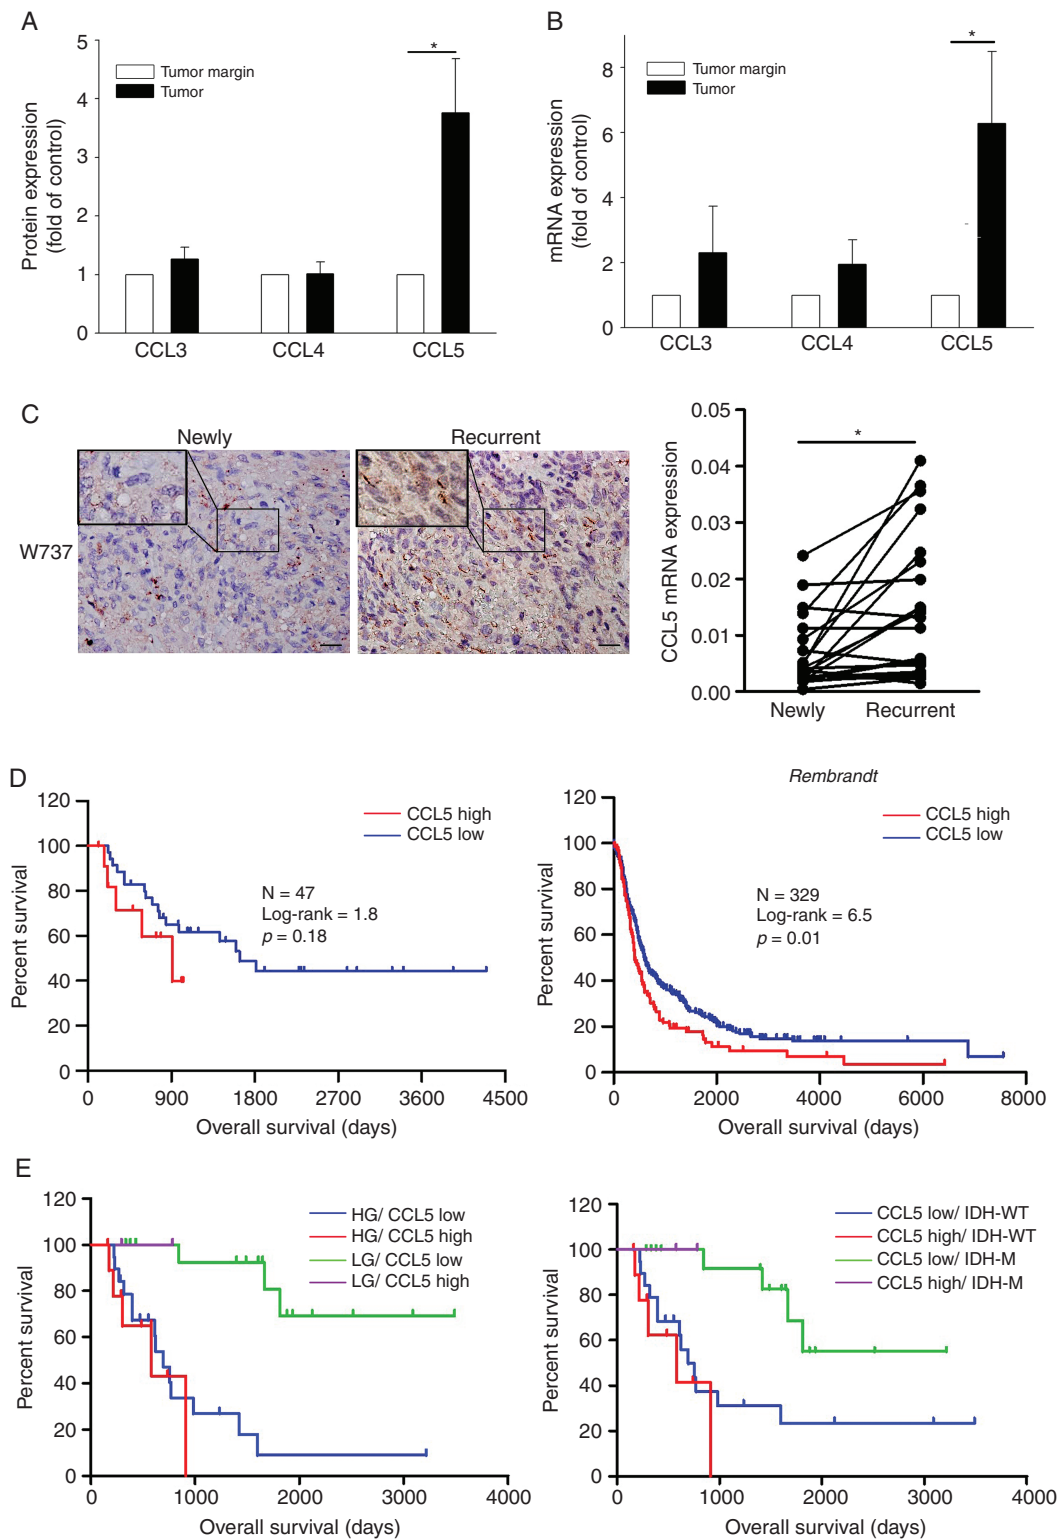 A
5
4
3
2
1
0
Protein expression
(fold of control)
Tumor margin
Tumor
*
CCL3
CCL4
CCL5
B
8
6
4
2
0
mRNA expression
(fold of control)
Tumor margin
Tumor
*
CCL3
CCL4
CCL5
C
Newly
Recurrent
W737
CCL5 mRNA expression
0.05
0.04
0.03
0.02
0.01
0.00
*
Newly
Recurrent
D
Percent survival
120
100
80
60
40
20
0
CCL5 high
CCL5 low
N = 47
Log-rank = 1.8
p = 0.18
0
900
1800
2700
3600
4500
Overall survival (days)
Rembrandt
Percent survival
120
100
80
60
40
20
0
CCL5 high
CCL5 low
N = 329
Log-rank = 6.5
p = 0.01
0
2000
4000
6000
8000
Overall survival (days)
E
Percent survival
120
100
80
60
40
20
0
HG/ CCL5 low
HG/ CCL5 high
LG/ CCL5 low
LG/ CCL5 high
0
1000
2000
3000
4000
Overall survival (days)
Percent survival
120
100
80
60
40
20
0
CCL5 low/ IDH-WT
CCL5 high/ IDH-WT
CCL5 low/ IDH-M
CCL5 high/ IDH-M
0
1000
2000
3000
4000
Overall survival (days)